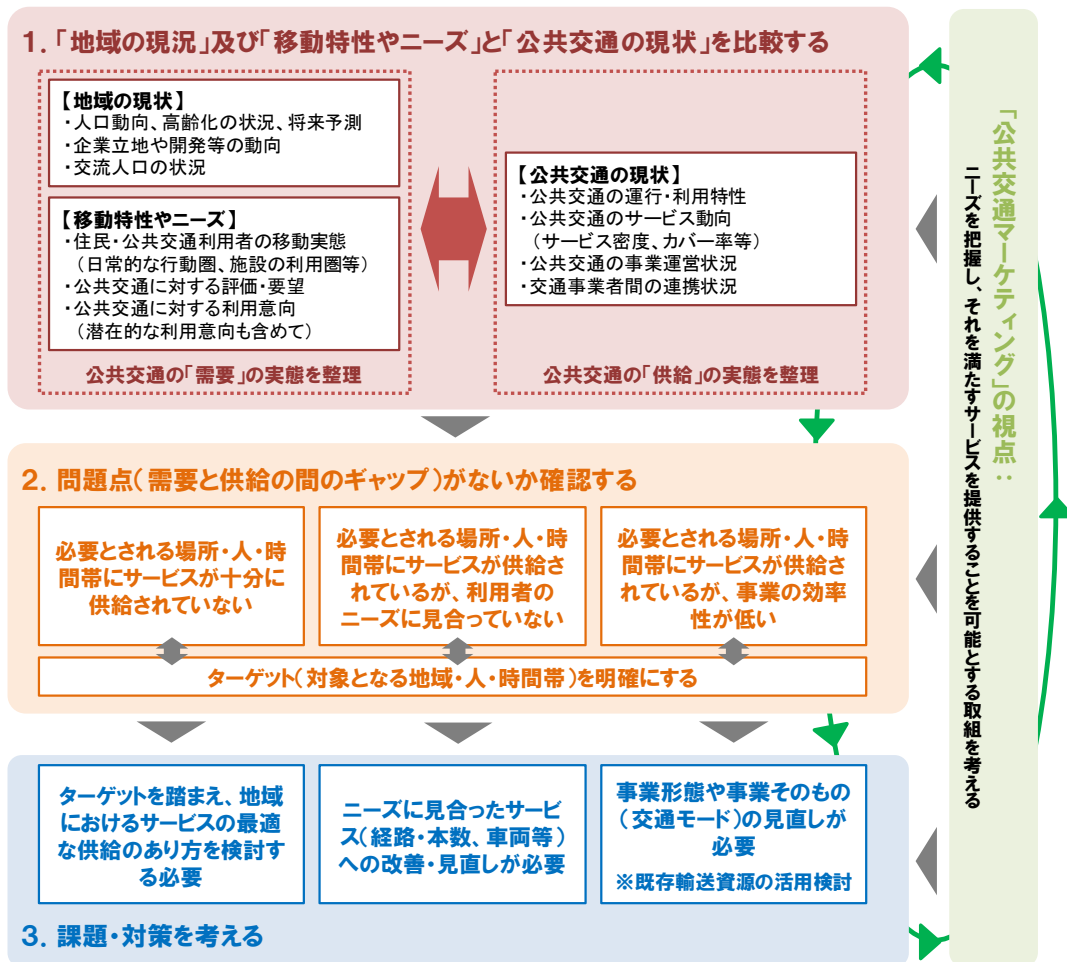 1．「地域の現況」及び「移動特性やニーズ」と「公共交通の現状」を比較する
【地域の現状】
・人口動向、高齢化の状況、将来予測
・企業立地や開発等の動向
・交流人口の状況
【移動特性やニーズ】
・住民・公共交通利用者の移動実態
（日常的な行動圏、施設の利用圏等）
・公共交通に対する評価・要望
・公共交通に対する利用意向
（潜在的な利用意向も含めて）
公共交通の「需要」の実態を整理
【公共交通の現状】
・公共交通の運行・利用特性
・公共交通のサービス動向
（サービス密度、カバー率等）
・公共交通の事業運営状況
・交通事業者間の連携状況
公共交通の「供給」の実態を整理
2．問題点（需要と供給の間のギャップ）がないか確認する
必要とされる場所・人・時
間帯にサービスが十分に
供給されていない
必要とされる場所・人・時
間帯にサービスが供給さ
れているが、利用者の
ニーズに見合っていない
必要とされる場所・人・時
間帯にサービスが供給さ
れているが、事業の効率
性が低い
ターゲット（対象となる地域・人・時間帯）を明確にする
ターゲットを踏まえ、地域
におけるサービスの最適
な供給のあり方を検討す
る必要
ニーズに見合ったサービ
ス（経路・本数、車両等）
への改善・見直しが必要
事業形態や事業そのもの
（交通モード）の見直しが
必要
※既存輸送資源の活用検討
3．課題・対策を考える
「公共交通マーケティング」の視点：
ニーズを把握し、それを満たすサービスを提供することを可能とする取組を考える